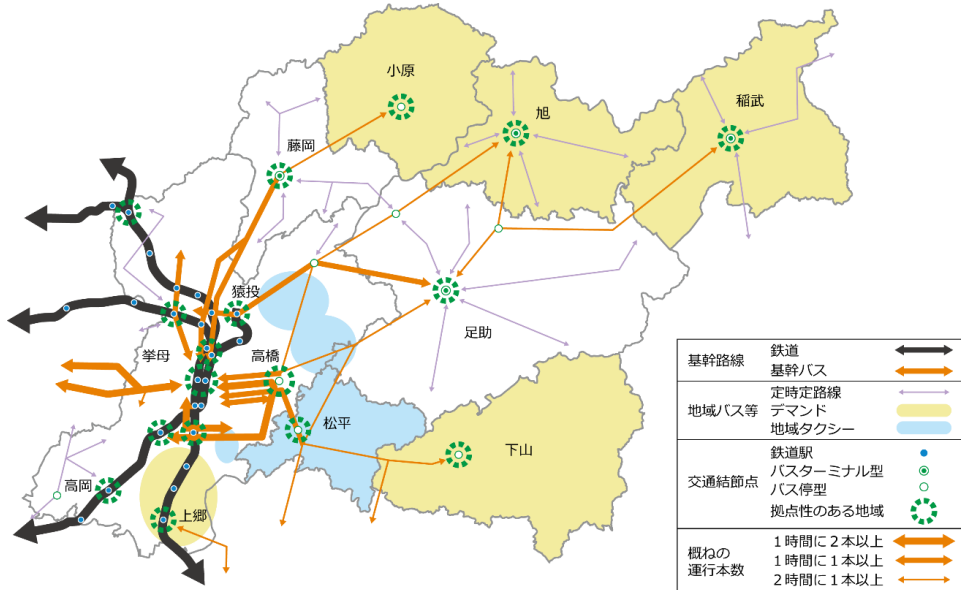 小原
旭
稲武
藤岡
猿投
足助
挙母
高橋
松平
下山
高岡
上郷
基幹路線
鉄道
基幹バス
地域バス等
定時定路線
デマンド
地域タクシー
交通結節点
鉄道駅
バスターミナル型
バス停型
拠点性のある地域
概ねの
運行本数
1時間に2本以上
1時間に1本以上
2時間に1本以上